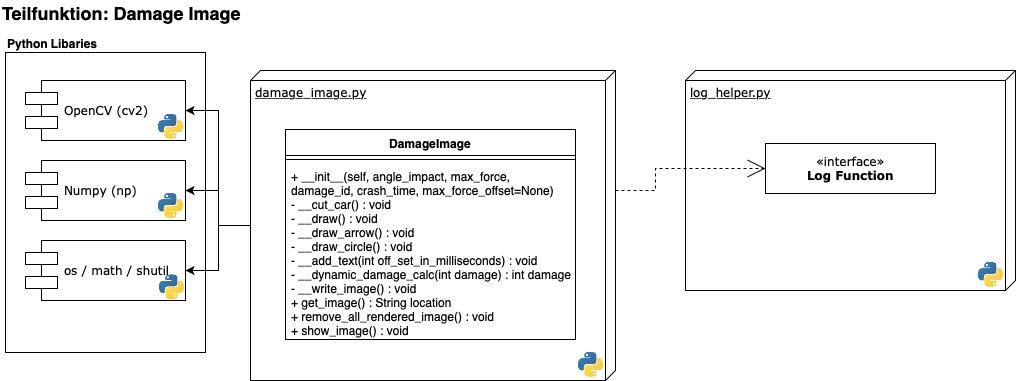 Teilfunktion: Damage Image
Python Libaries
OpenCV (cv2)
Numpy (np)
os / math / shutil
damage_image.py
DamageImage
+ __init__(self, angle_impact, max_force,
damage_id, crash_time, max_force_offset=None)
- __cut_car() : void
- __draw() : void
- __draw_arrow() : void
- __draw_circle() : void
- __add_text(int off_set_in_milliseconds) : void
- __dynamic_damage_calc(int damage) : int damage
- __write_image() : void
+ get_image() : String location
+ remove_all_rendered_image() : void
+ show_image() : void
log_helper.py
«interface»
Log Function